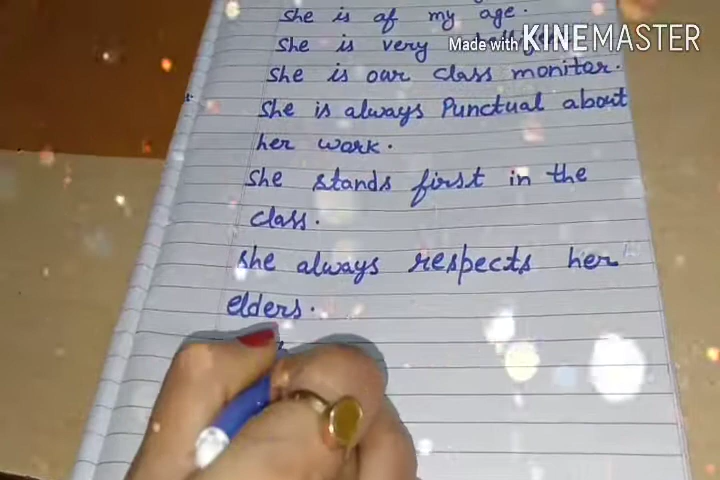 she is of my age.
Made with KINEMASTER
she is very
she is our class monitor.
she is always Punctual about
her work.
she stands first in the
class.
she always respects her
elders.